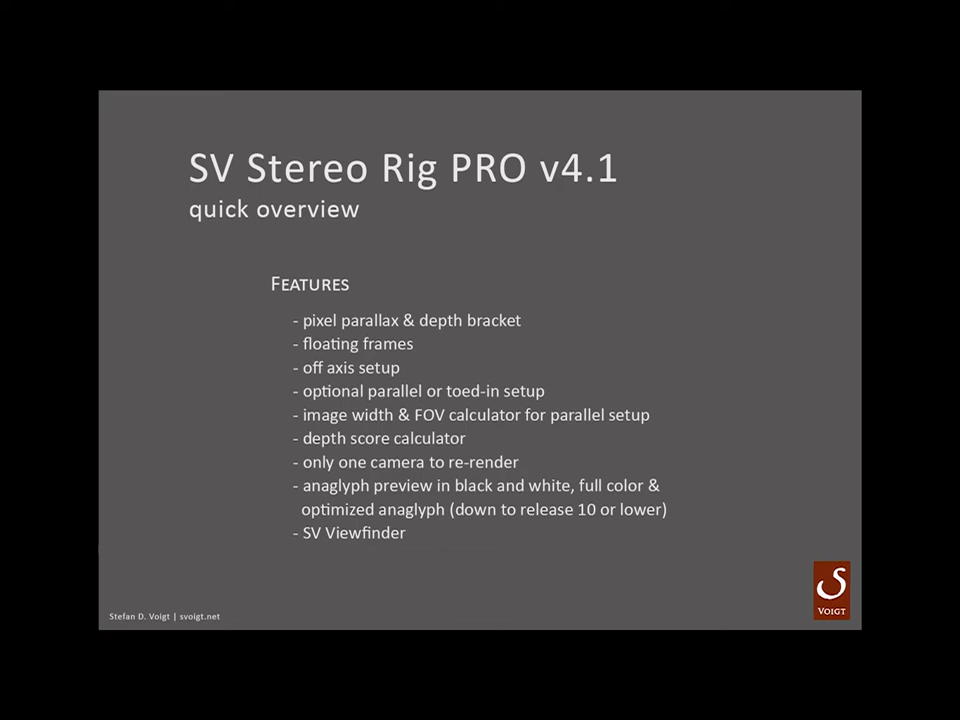 SV Stereo Rig PRO v4.1
quick overview
FEATURES
- pixel parallax & depth bracket
- floating frames
- off axis setup
- optional parallel or toed-in setup
- image width & FOV calculator for parallel setup
- depth score calculator
- only one camera to re-render
- anaglyph preview in black and white, full color &
optimized anaglyph (down to release 10 or lower)
- SV Viewfinder
S
VOIGT
Stefan D. Voigt | svoigt.net